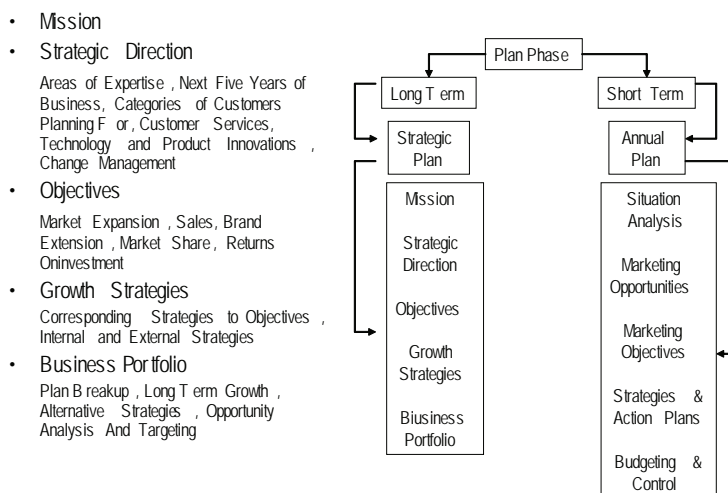 • Mission
• Strategic Direction
Areas of Expertise , Next Five Years of
Business, Categories of Customers
Planning F or , Customer Services,
Technology and Product Innovations ,
Change Management
• Objectives
Market Expansion , Sales, Brand
Extension , Market Share , Returns
Oninvestment
• Growth Strategies
Corresponding Strategies to Objectives ,
Internal and External Strategies
• Business Portfolio
Plan B reakup , Long T erm Growth ,
Alternative Strategies , Opportunity
Analysis And Targeting
Plan Phase
Long T erm
Strategic
Plan
Mission
Strategic
Direction
Objectives
Growth
Strategies
Biusiness
Portfolio
Short Term
Annual
Plan
Situation
Analysis
Marketing
Opportunities
Marketing
Objectives
Strategies &
Action Plans
Budgeting &
Control